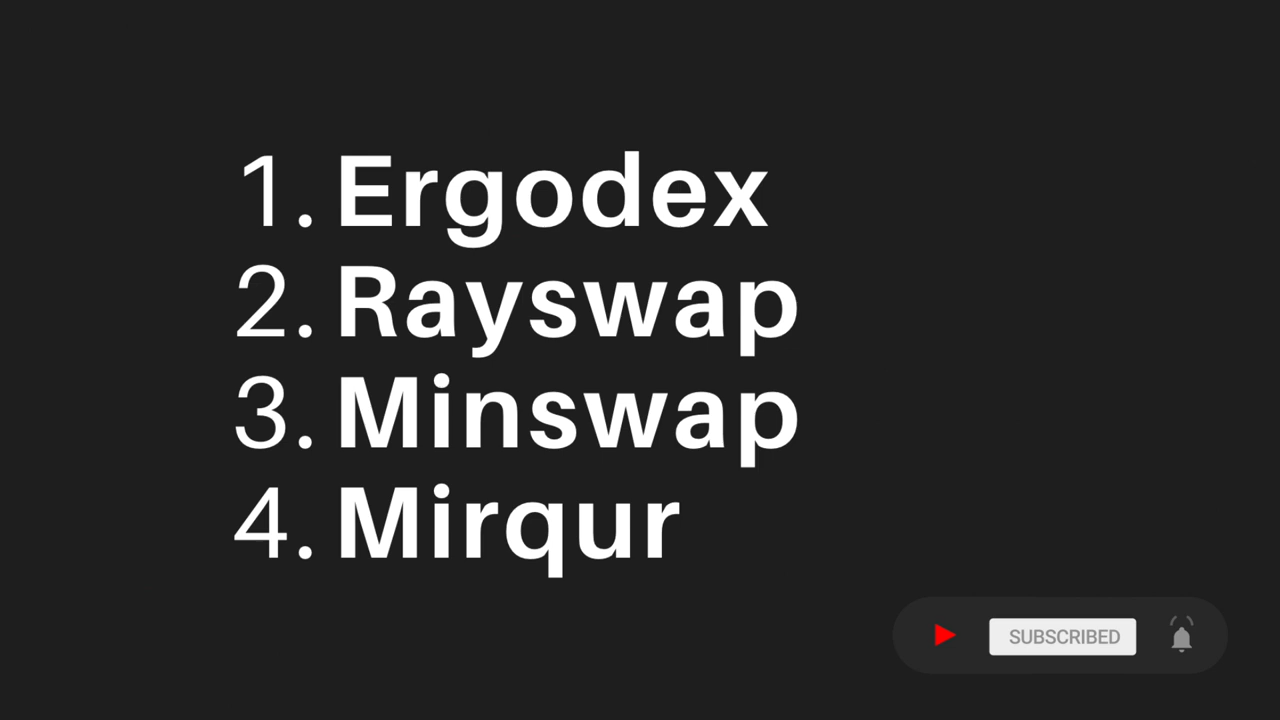 1. Ergodex
2. Rayswap
3. Minswap
4. Mirqur
SUBSCRIBED